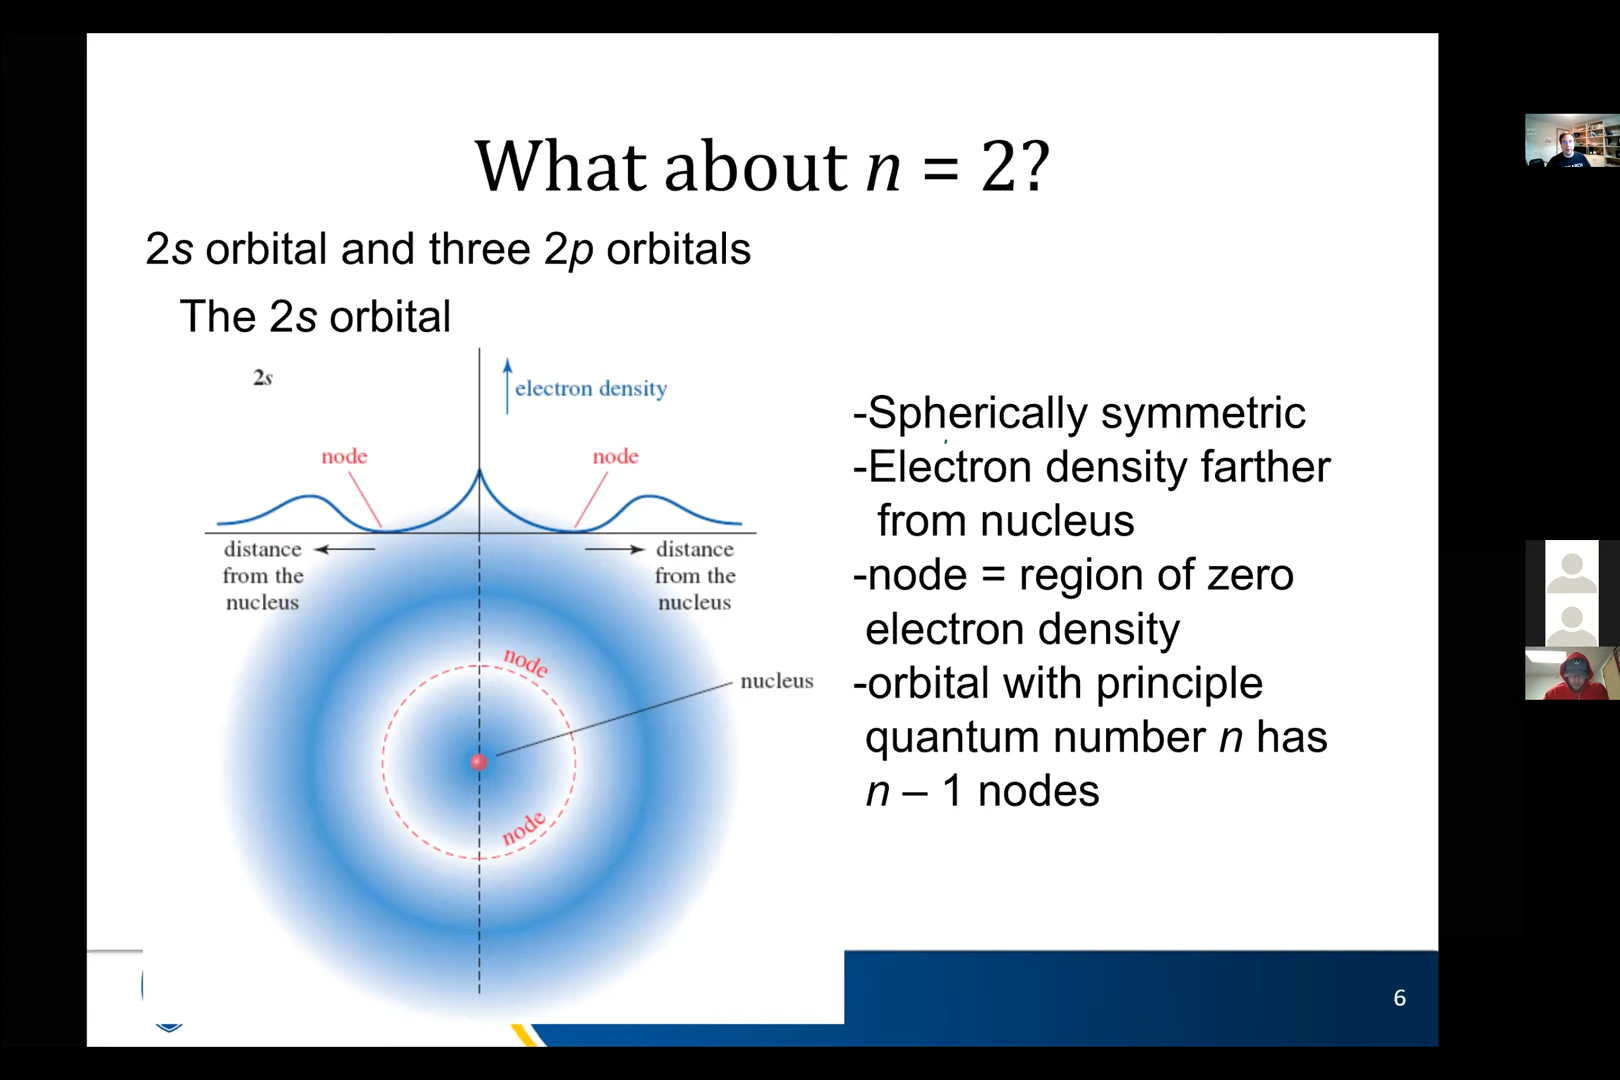 What about n = 2?
2s orbital and three 2p orbitals
The 2s orbital
2s
electron density
node
node
distance
from the
nucleus
distance
from the
nucleus
node
nucleus
node
-Spherically symmetric
-Electron density farther
from nucleus
-node = region of zero
electron density
-orbital with principle
quantum number n has
n – 1 nodes
6